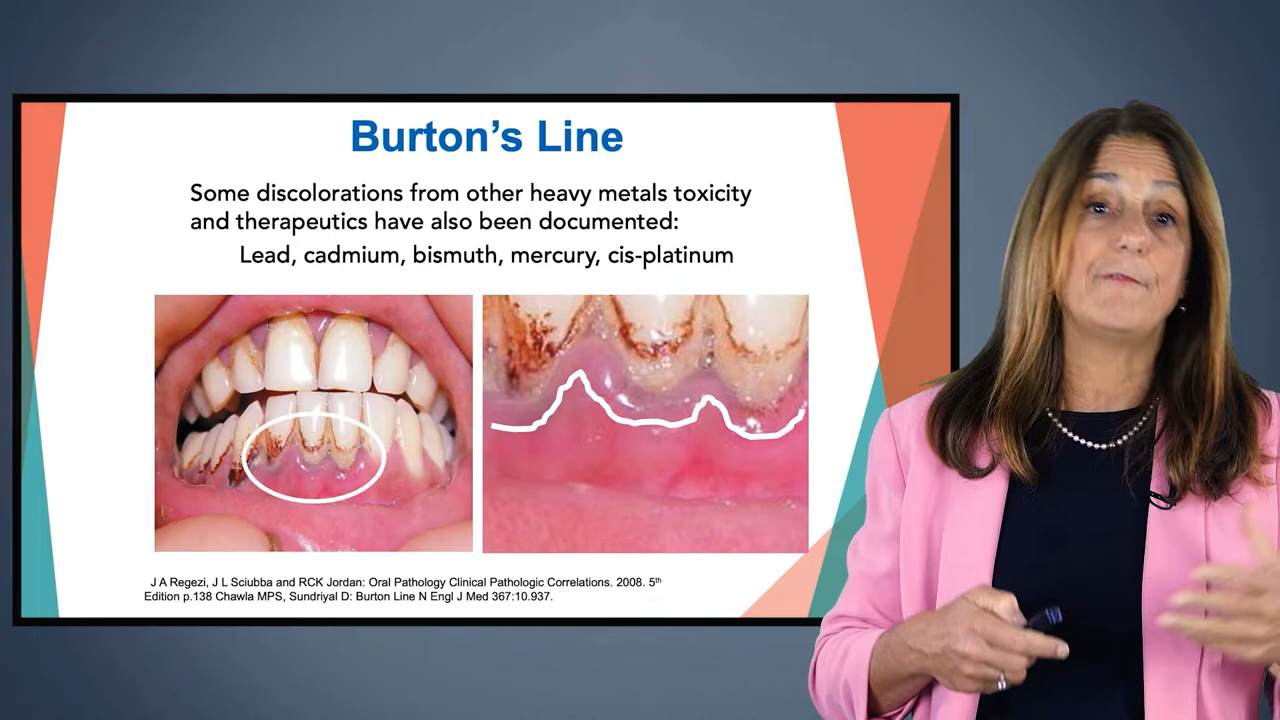 Burton’s Line
Some discolorations from other heavy metals toxicity
and therapeutics have also been documented:
Lead, cadmium, bismuth, mercury, cis-platinum
J A Regezi, J L Sciubba and RCK Jordan: Oral Pathology Clinical Pathologic Correlations. 2008. 5th
Edition p.138 Chawla MPS, Sundriyal D: Burton Line N Engl J Med 367:10.937.